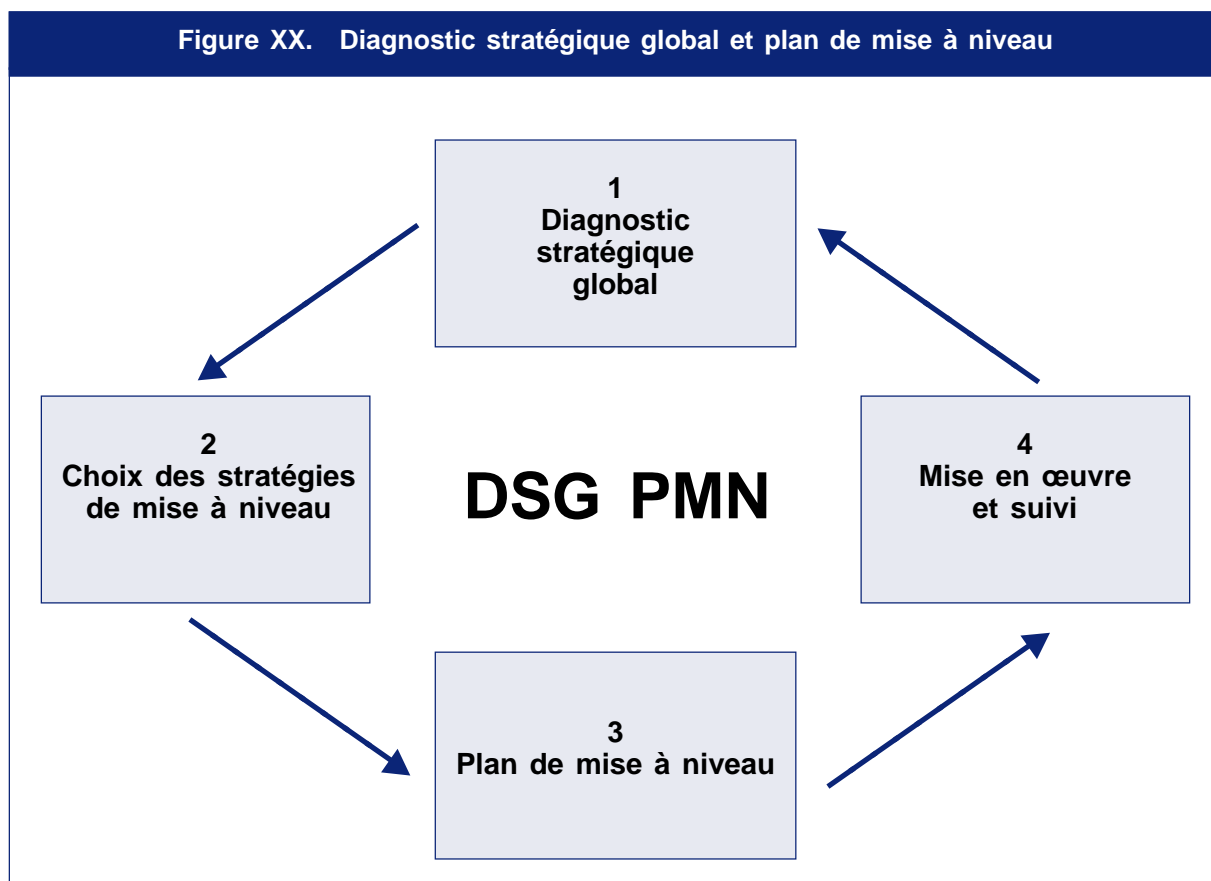 Figure XX. Diagnostic stratégique global et plan de mise à niveau
1
Diagnostic
stratégique
global
2
Choix des stratégies
de mise à niveau
DSG PMN
4
Mise en œuvre
et suivi
3
Plan de mise à niveau